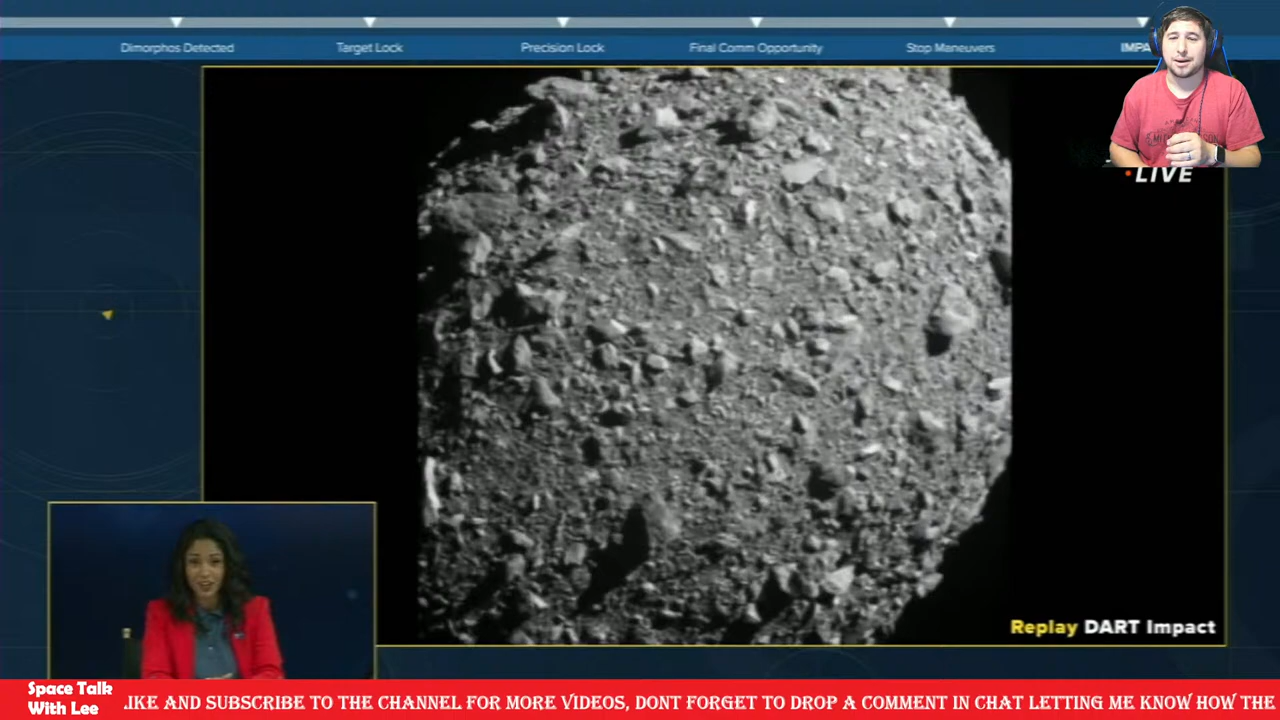 Dimorphos Detected
Target Lock
Precision Lock
Final Comm Opportunity
Stop Maneuvers
LIVE
Replay DART Impact
Space Talk
With Lee
IKE AND SUBSCRIBE TO THE CHANNEL FOR MORE VIDEOS, DONT FORGET TO DROP A COMMENT IN CHAT LETTING ME KNOW HOW THE